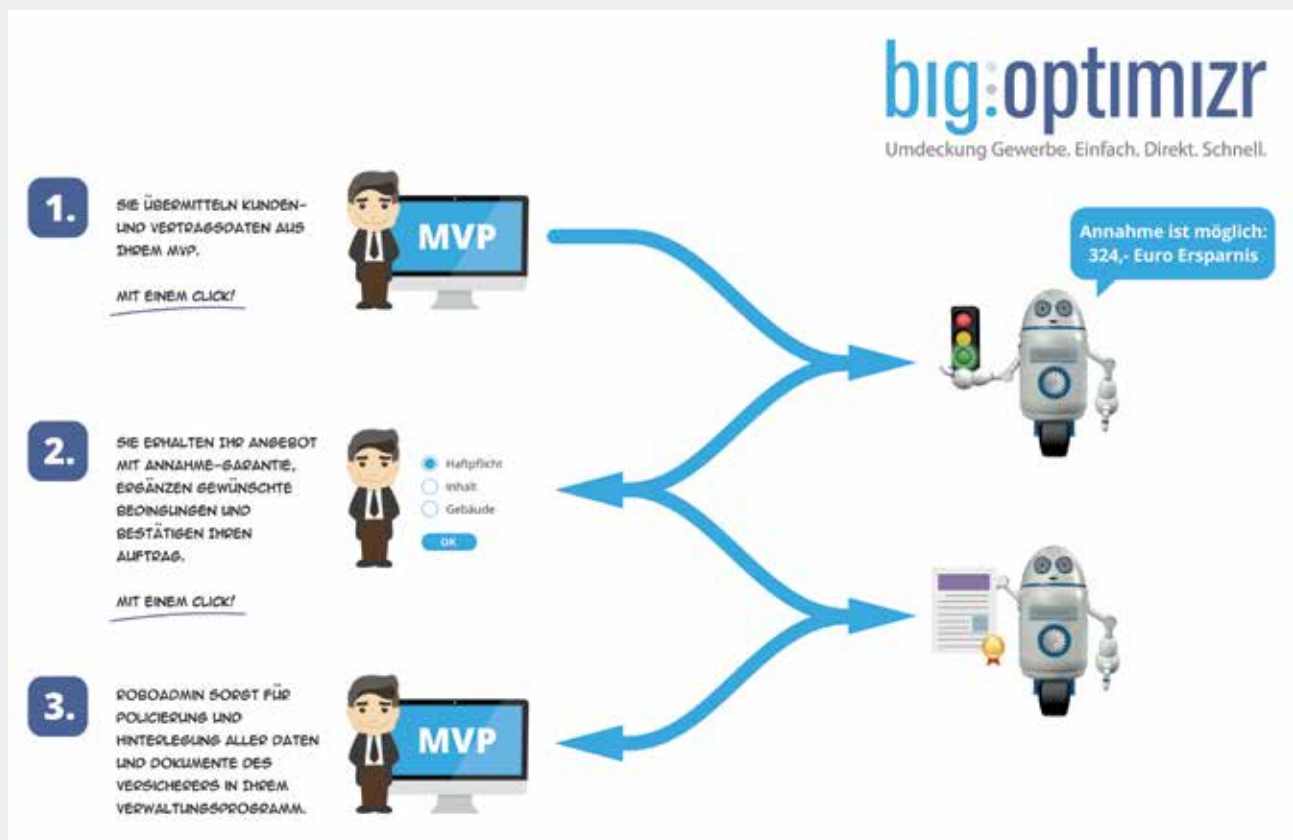 big:optimizr
Umdeckung Gewerbe. Einfach. Direkt. Schnell.
1.
SIE ÜBERMITTELN KUNDEN-
UND VERTRAGSDATEN AUS
IHREM MVP.
MIT EINEM CLICK!
MVP
Annahme ist möglich:
324,- Euro Ersparnis
2.
SIE ERHALTEN IHR ANGEBOT
MIT ANNAHME-GARANTIE,
ERGÄNZEN GEWÜNSCHTE
BEDINGUNGEN UND
BESTÄTIGEN IHREN
AUFTRAG.
MIT EINEM CLICK!
Haftpflicht
Inhalt
Gebäude
OK
3.
ROBOADMIN SORGT FÜR
POLICIERUNG UND
HINTERLEGUNG ALLER DATEN
UND DOKUMENTE DES
VERSICHERERS IN IHREM
VERWALTUNGSPROGRAMM.
MVP